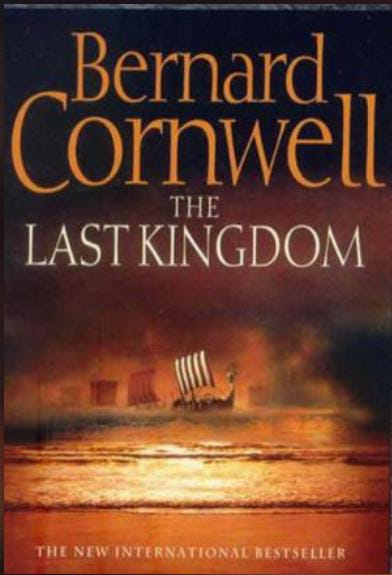 Bernard
Cornwell
THE
LAST KINGDOM
THE NEW INTERNATIONAL BESTSELLER